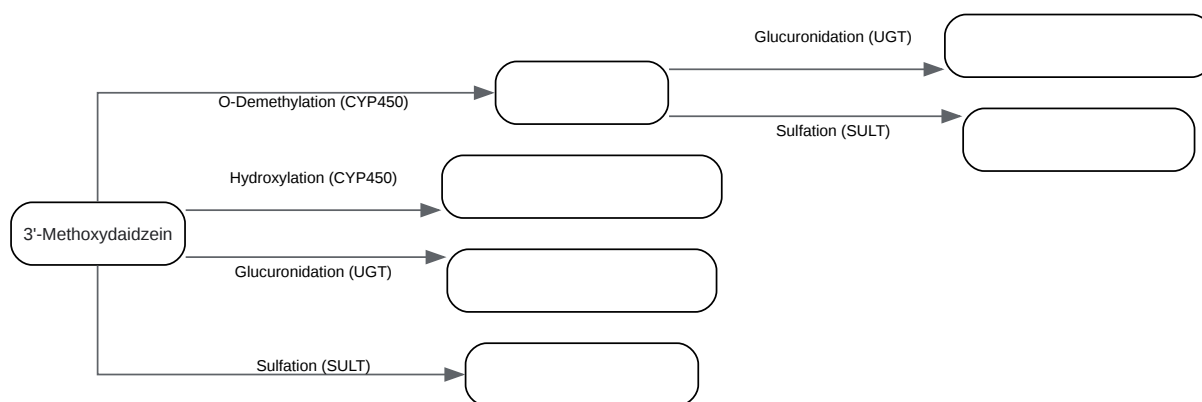 Glucuronidation (UGT)
O-Demethylation (CYP450)
Sulfation (SULT)
Hydroxylation (CYP450)
3'-Methoxydaidzein
Glucuronidation (UGT)
Sulfation (SULT)